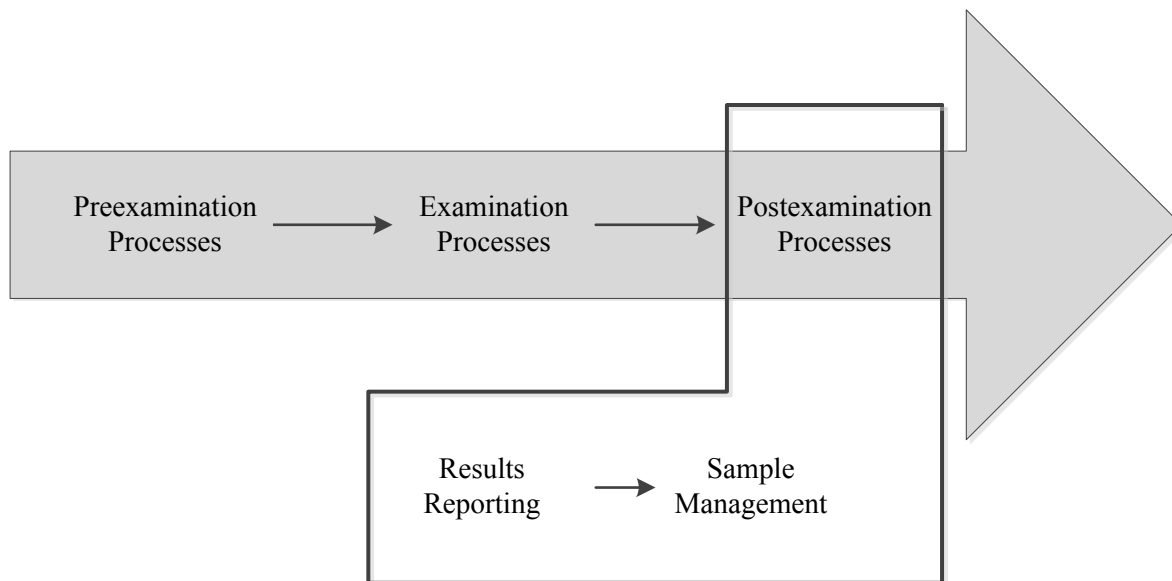 Preexamination
Processes
Examination
Processes
Postexamination
Processes
Results
Reporting
Sample
Management